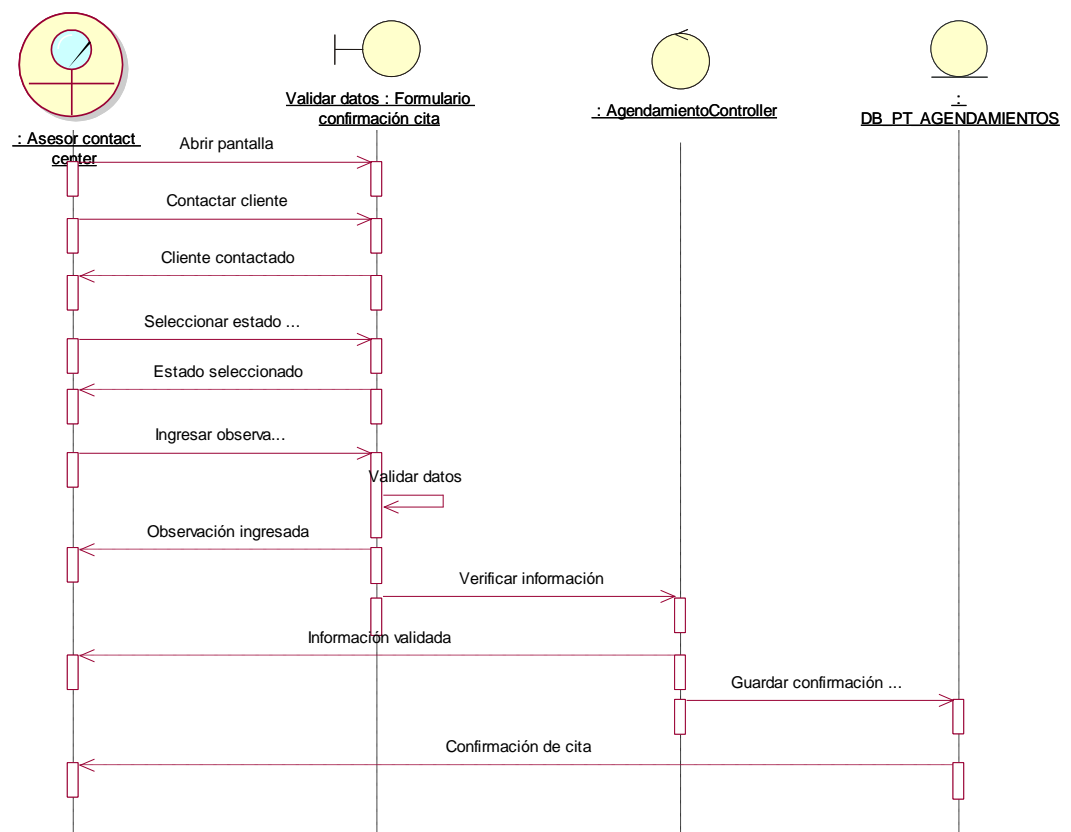 : Asesor contact
center
Validar datos : Formulario
confirmación cita
: AgendamientoController
:
DB_PT_AGENDAMIENTOS
Abrir pantalla
Contactar cliente
Cliente contactado
Seleccionar estado ...
Estado seleccionado
Ingresar observa...
Validar datos
Observación ingresada
Verificar información
Información validada
Guardar confirmación ...
Confirmación de cita